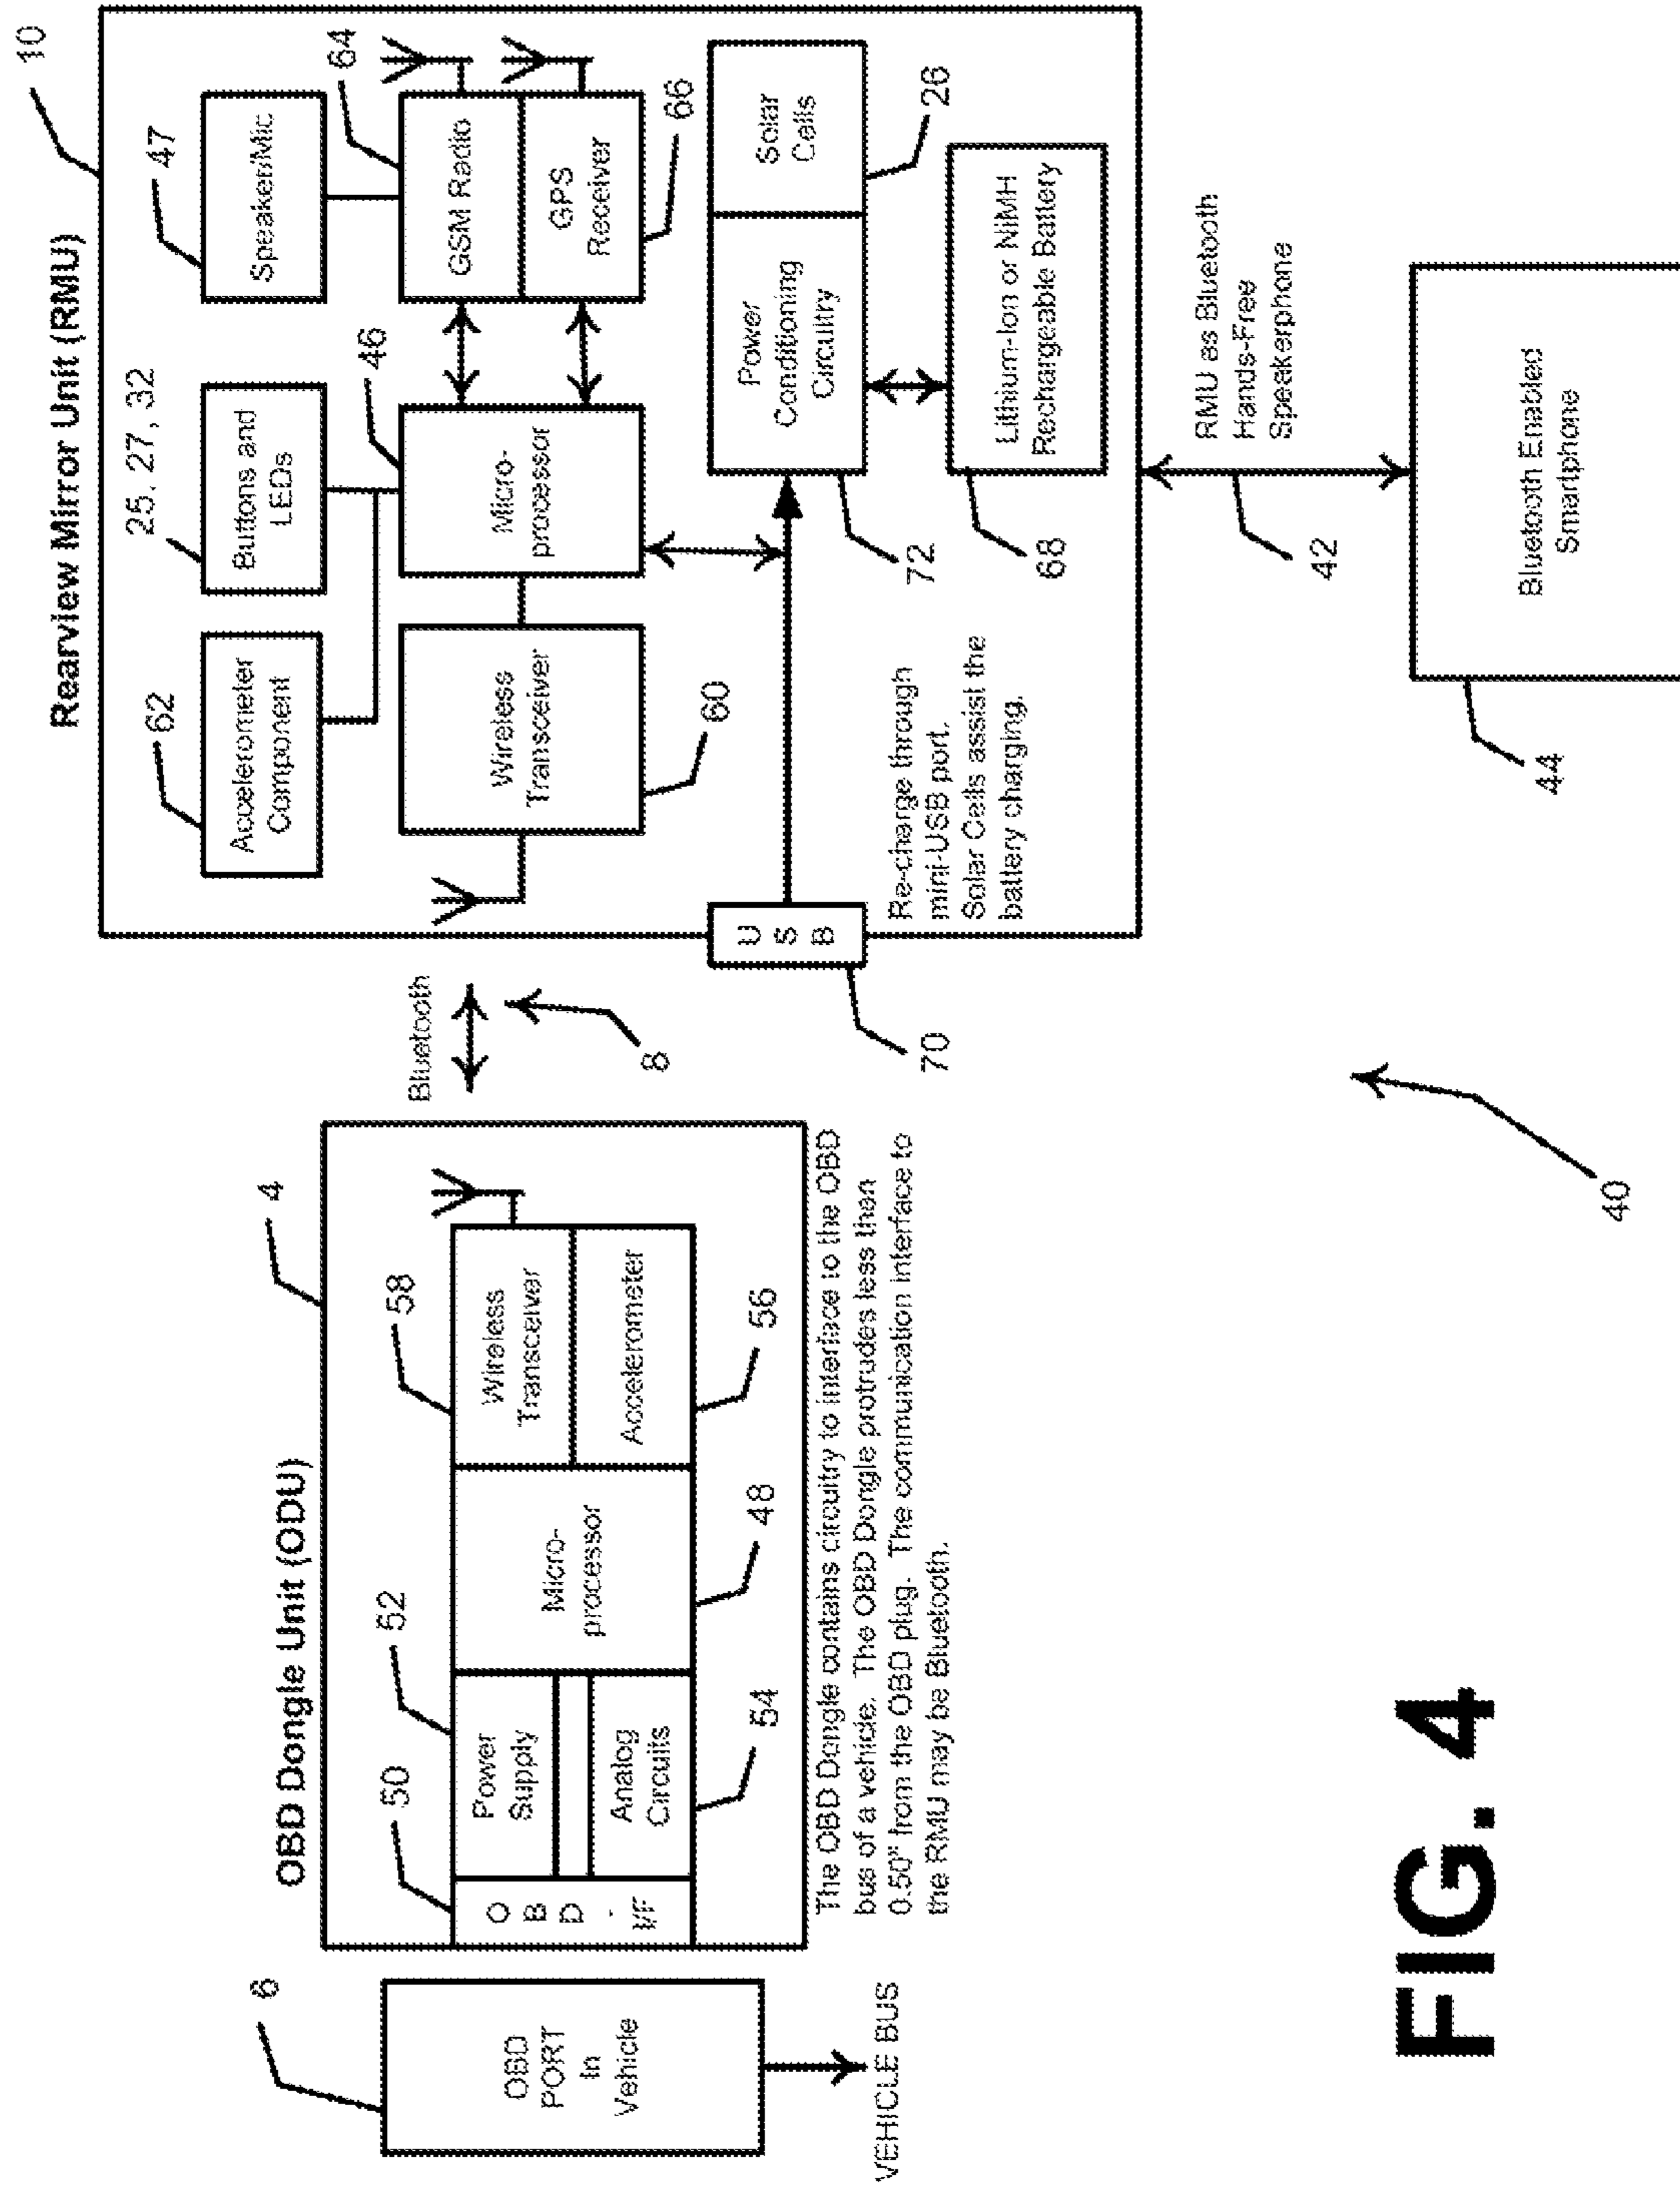 Rearview Mirror Unit (RMU)
10
62
Accelerometer
Component
25, 27, 32
Buttons and
LEDs
47
Speaker/Mic
64
46
Wireless
Transceiver
60
Micro-
processor
GSM Radio
GPS
Receiver
66
U
S
B
70
Re-charge through
mini-USB port.
Solar Cells assist the
battery charging.
Power
Conditioning
Circuitry
Solar
Cells
26
72
68
Lithium-Ion or NiMH
Rechargeable Battery
RMU as Bluetooth
Hands-Free
Speakerphone
42
Bluetooth Enabled
Smartphone
44
Bluetooth
8
OBD Dongle Unit (ODU)
4
50
52
58
O
B
D
-
I/F
Power
Supply
Analog
Circuits
54
Micro-
processor
48
Wireless
Transceiver
Accelerometer
56
The OBD Dongle contains circuitry to interface to the OBD
bus of a vehicle. The OBD Dongle protrudes less than
0.50" from the OBD plug. The communication interface to
the RMU may be Bluetooth.
6
OBD
PORT
in
Vehicle
VEHICLE BUS
40
FIG. 4